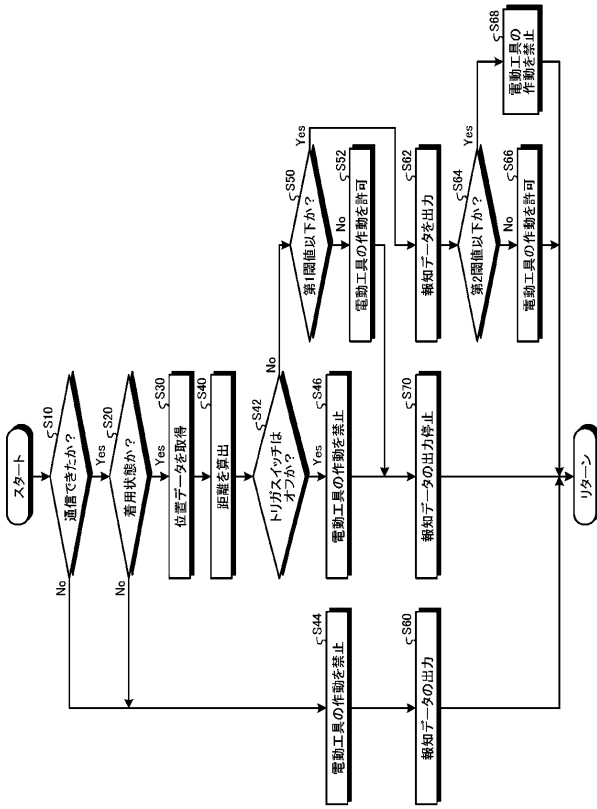 スタート
S10
通信できたか？
No
Yes
S20
着用状態か？
No
Yes
S30
位置データを取得
S40
距離を算出
S42
トリガスイッチは
オフか？
No
Yes
S44
電動工具の作動を禁止
S46
電動工具の作動を禁止
S50
第1閾値以下か？
Yes
No
S52
電動工具の作動を許可
S60
報知データの出力
S70
報知データの出力停止
S62
報知データを出力
S64
第2閾値以下か？
Yes
No
S66
電動工具の作動を許可
S68
電動工具の
作動を禁止
リターン